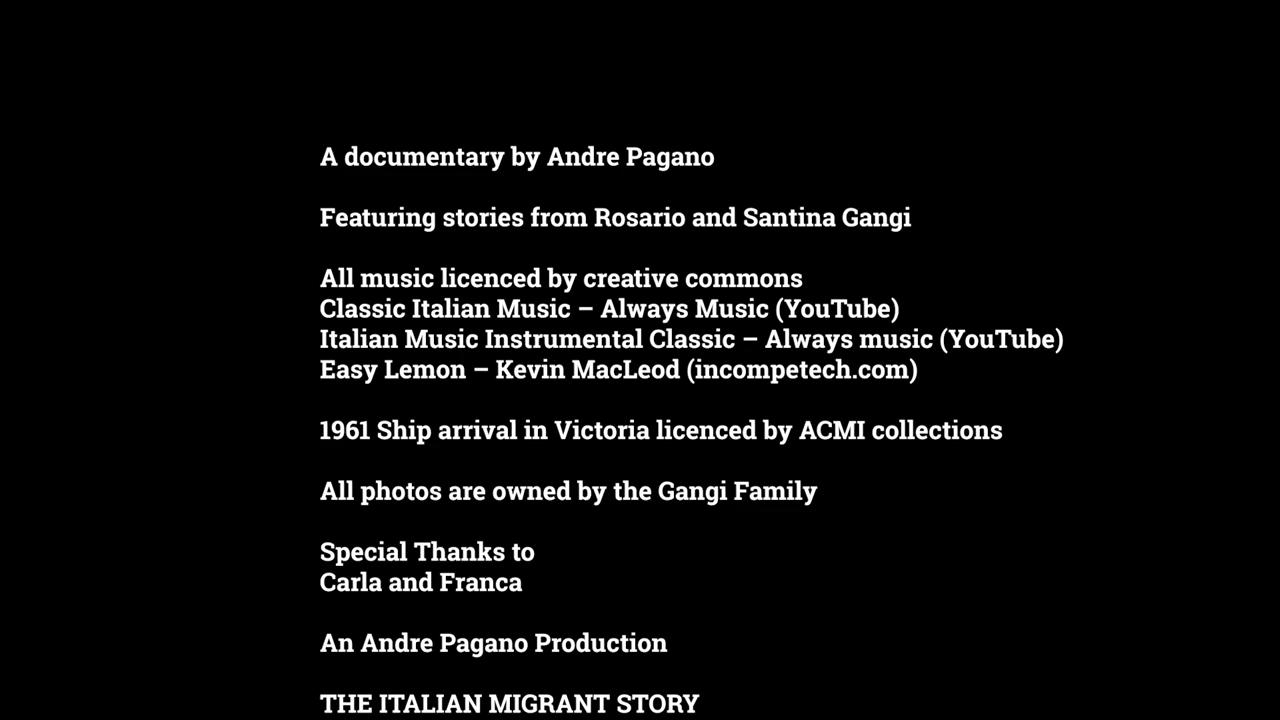 A documentary by Andre Pagano
Featuring stories from Rosario and Santina Gangi
All music licenced by creative commons
Classic Italian Music – Always Music (YouTube)
Italian Music Instrumental Classic – Always music (YouTube)
Easy Lemon – Kevin MacLeod (incompetech.com)
1961 Ship arrival in Victoria licenced by ACMI collections
All photos are owned by the Gangi Family
Special Thanks to
Carla and Franca
An Andre Pagano Production
THE ITALIAN MIGRANT STORY